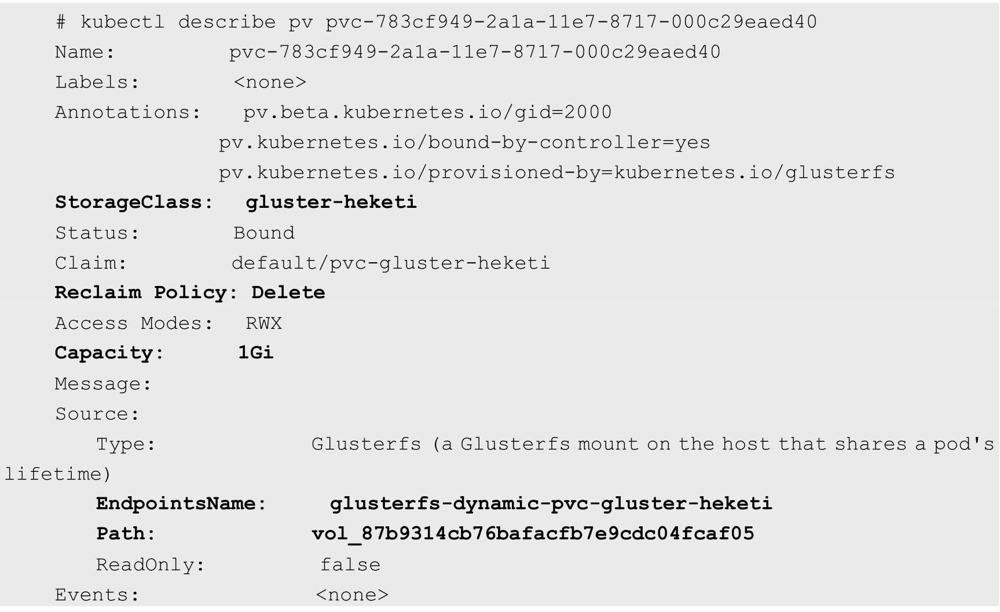 # kubectl describe pv pvc-783cf949-2a1a-11e7-8717-000c29eaed40
Name: pvc-783cf949-2a1a-11e7-8717-000c29eaed40
Labels: <none>
Annotations: pv.beta.kubernetes.io/gid=2000
pv.kubernetes.io/bound-by-controller=yes
pv.kubernetes.io/provisioned-by=kubernetes.io/glusterfs
StorageClass: gluster-heketi
Status: Bound
Claim: default/pvc-gluster-heketi
Reclaim Policy: Delete
Access Modes: RWX
Capacity: 1Gi
Message:
Source:
Type: Glusterfs (a Glusterfs mount on the host that shares a pod's
lifetime)
EndpointsName: glusterfs-dynamic-pvc-gluster-heketi
Path: vol_87b9314cb76bafacfb7e9cdc04fcaf05
ReadOnly: false
Events: <none>